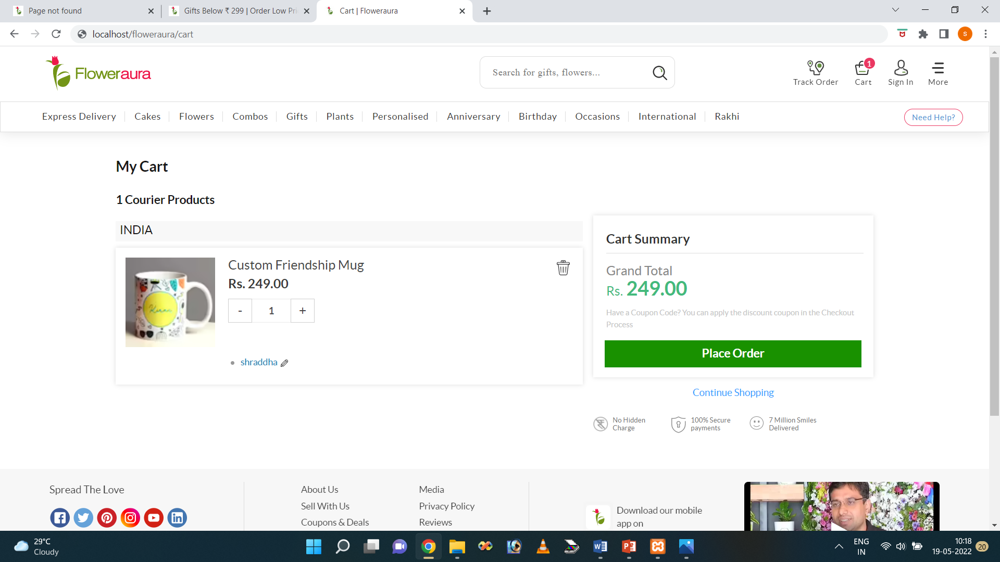 Page not found
Gifts Below ₹ 299 | Order Low Pri
Cart | Floweraura
localhost/floweraura/cart
S
Floweraura
Search for gifts, flowers...
Track Order
1
Cart
Sign In
More
Express Delivery
Cakes
Flowers
Combos
Gifts
Plants
Personalised
Anniversary
Birthday
Occasions
International
Rakhi
Need Help?
My Cart
1 Courier Products
INDIA
Kiran
Custom Friendship Mug
Rs. 249.00
- 1 +
shraddha
Cart Summary
Grand Total
Rs. 249.00
Have a Coupon Code? You can apply the discount coupon in the Checkout
Process
Place Order
Continue Shopping
No Hidden
Charge
100% Secure
payments
7 Million Smiles
Delivered
Spread The Love
About Us
Sell With Us
Coupons & Deals
Media
Privacy Policy
Reviews
Download our mobile
app on
29°C
Cloudy
ENG
IN
10:18
19-05-2022
20